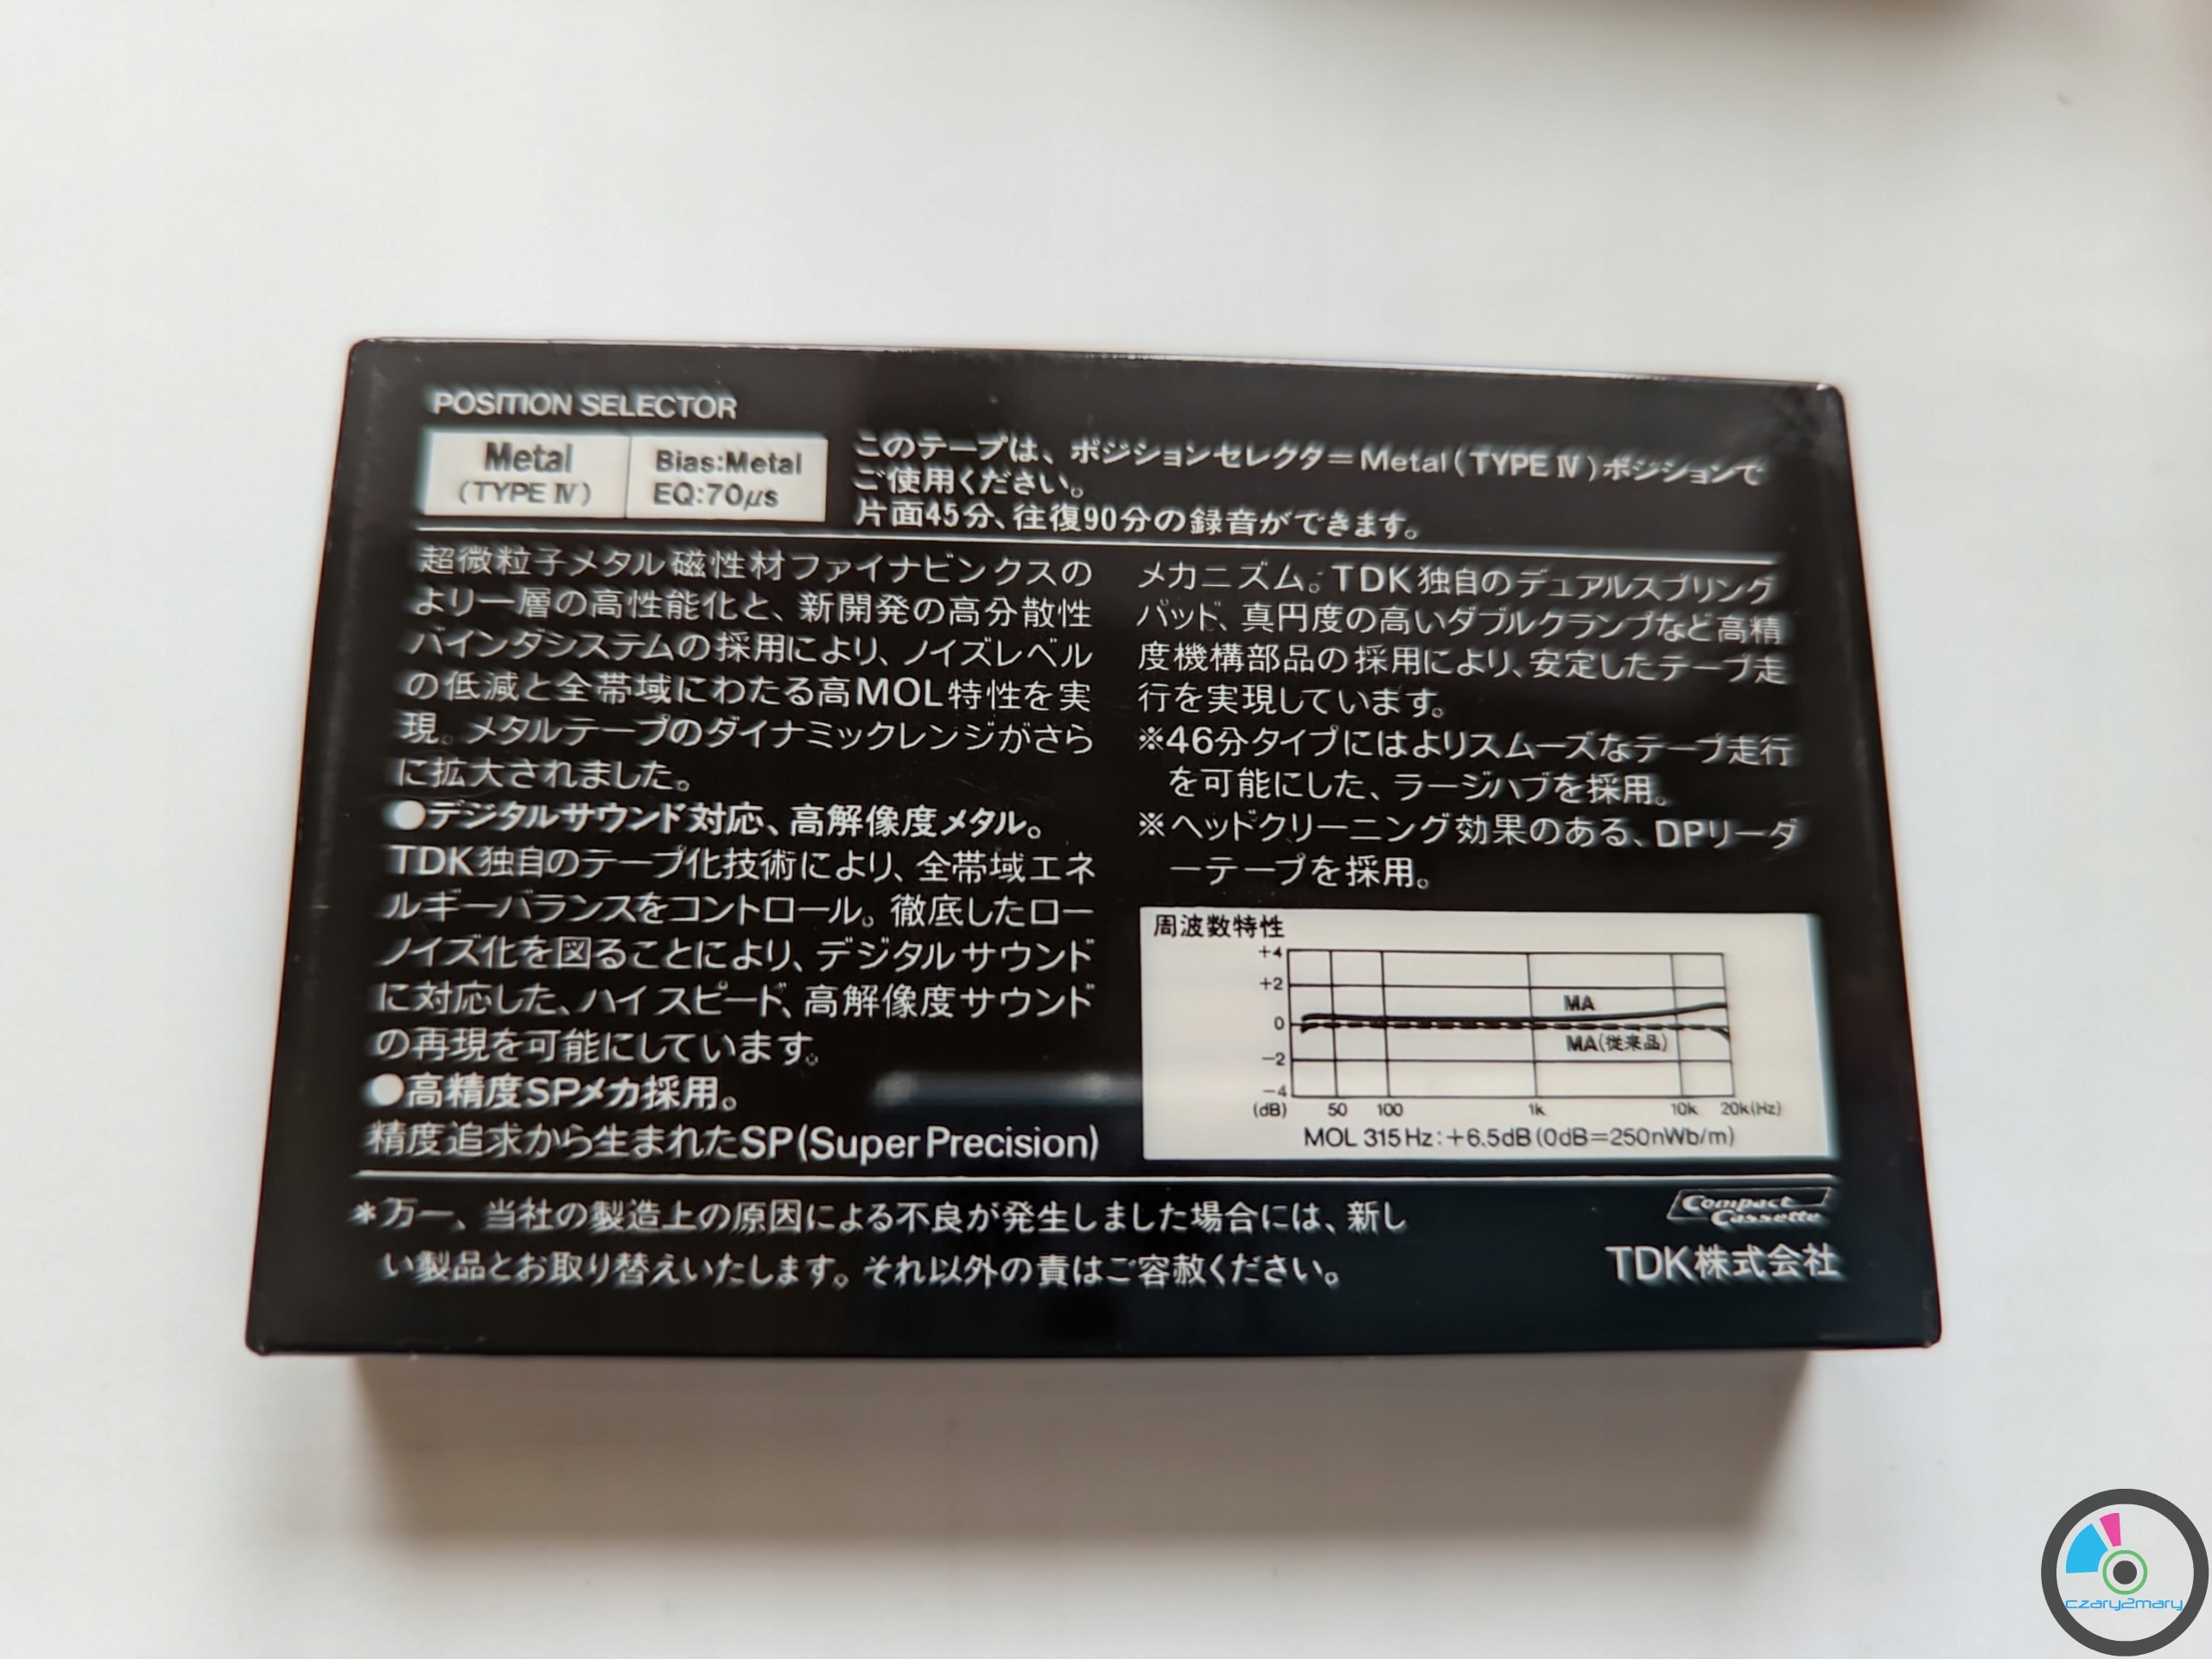 POSITION SELECTOR
Metal
(TYPE Ⅳ)
Bias:Metal
EQ:70μs
このテープは、ポジションセレクタ=Metal(TYPE Ⅳ)ポジションで
ご使用ください。
片面45分、往復90分の録音ができます。
超微粒子メタル磁性材ファイナビンクスの
より一層の高性能化と、新開発の高分散性
バインダシステムの採用により、ノイズレベル
の低減と全帯域にわたる高MOL特性を実
現。メタルテープのダイナミックレンジがさら
に拡大されました。
●デジタルサウンド対応、高解像度メタル。
TDK独自のテープ化技術により、全帯域エネ
ルギーバランスをコントロール。徹底したロー
ノイズ化を図ることにより、デジタルサウンド
に対応した、ハイスピード、高解像度サウンド
の再現を可能にしています。
●高精度SPメカ採用。
精度追求から生まれたSP(Super Precision)
メカニズム。TDK独自のデュアルスプリング
パッド、真円度の高いダブルクランプなど高精
度機構部品の採用により、安定したテープ走
行を実現しています。
※46分タイプにはよりスムーズなテープ走行
を可能にした、ラージハブを採用。
※ヘッドクリーニング効果のある、DPリーダ
ーテープを採用。
周波数特性
+4
+2
0
-2
-4
MA
MA(従来品)
(dB) 50 100 1k 10k 20k(Hz)
MOL 315Hz:+6.5dB(0dB=250nWb/m)
*万一、当社の製造上の原因による不良が発生しました場合には、新し
い製品とお取り替えいたします。それ以外の責はご容赦ください。
Compact
Cassette
TDK株式会社
czary2mary